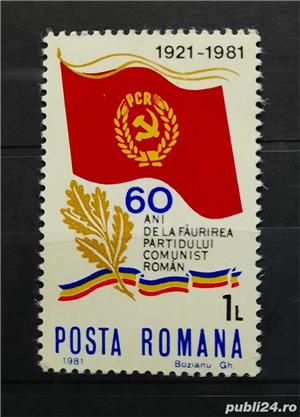 1921-1981
PCR
60
ANI
DE LA FĂURIREA
PARTIDULUI
COMUNIST
ROMÂN
1L
POSTA ROMANA
1981
Bozianu Gh.
publi24.ro